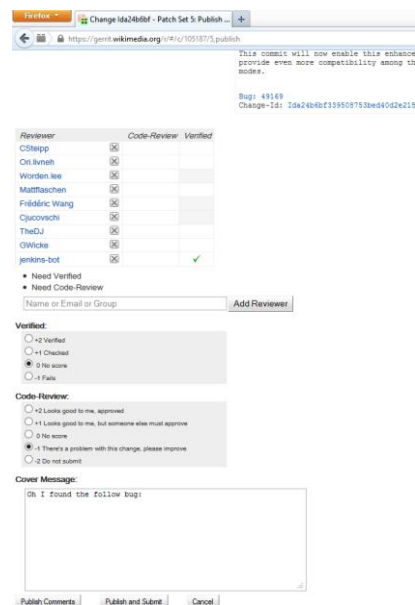 Firefox
Change Ida24b6bf - Patch Set 5: Publish ...
https://gerrit.wikimedia.org/r/#/c/105187/5,publish
This commit will now enable this enhance
provide even more compatibility among th
modes.
Bug: 49169
Change-Id: Ida24b6bf339508753bed40d2e218
Reviewer Code-Review Verified
CSteipp
Ori.livneh
Worden.lee
Mattflaschen
Frédéric Wang
Cjucovschi
TheDJ
GWicke
jenkins-bot
Need Verified
Need Code-Review
Name or Email or Group Add Reviewer
Verified:
+2 Verified
+1 Checked
0 No score
-1 Fails
Code-Review:
+2 Looks good to me, approved
+1 Looks good to me, but someone else must approve
0 No score
-1 There's a problem with this change, please improve
-2 Do not submit
Cover Message:
Oh I found the follow bug:
Publish Comments Publish and Submit Cancel